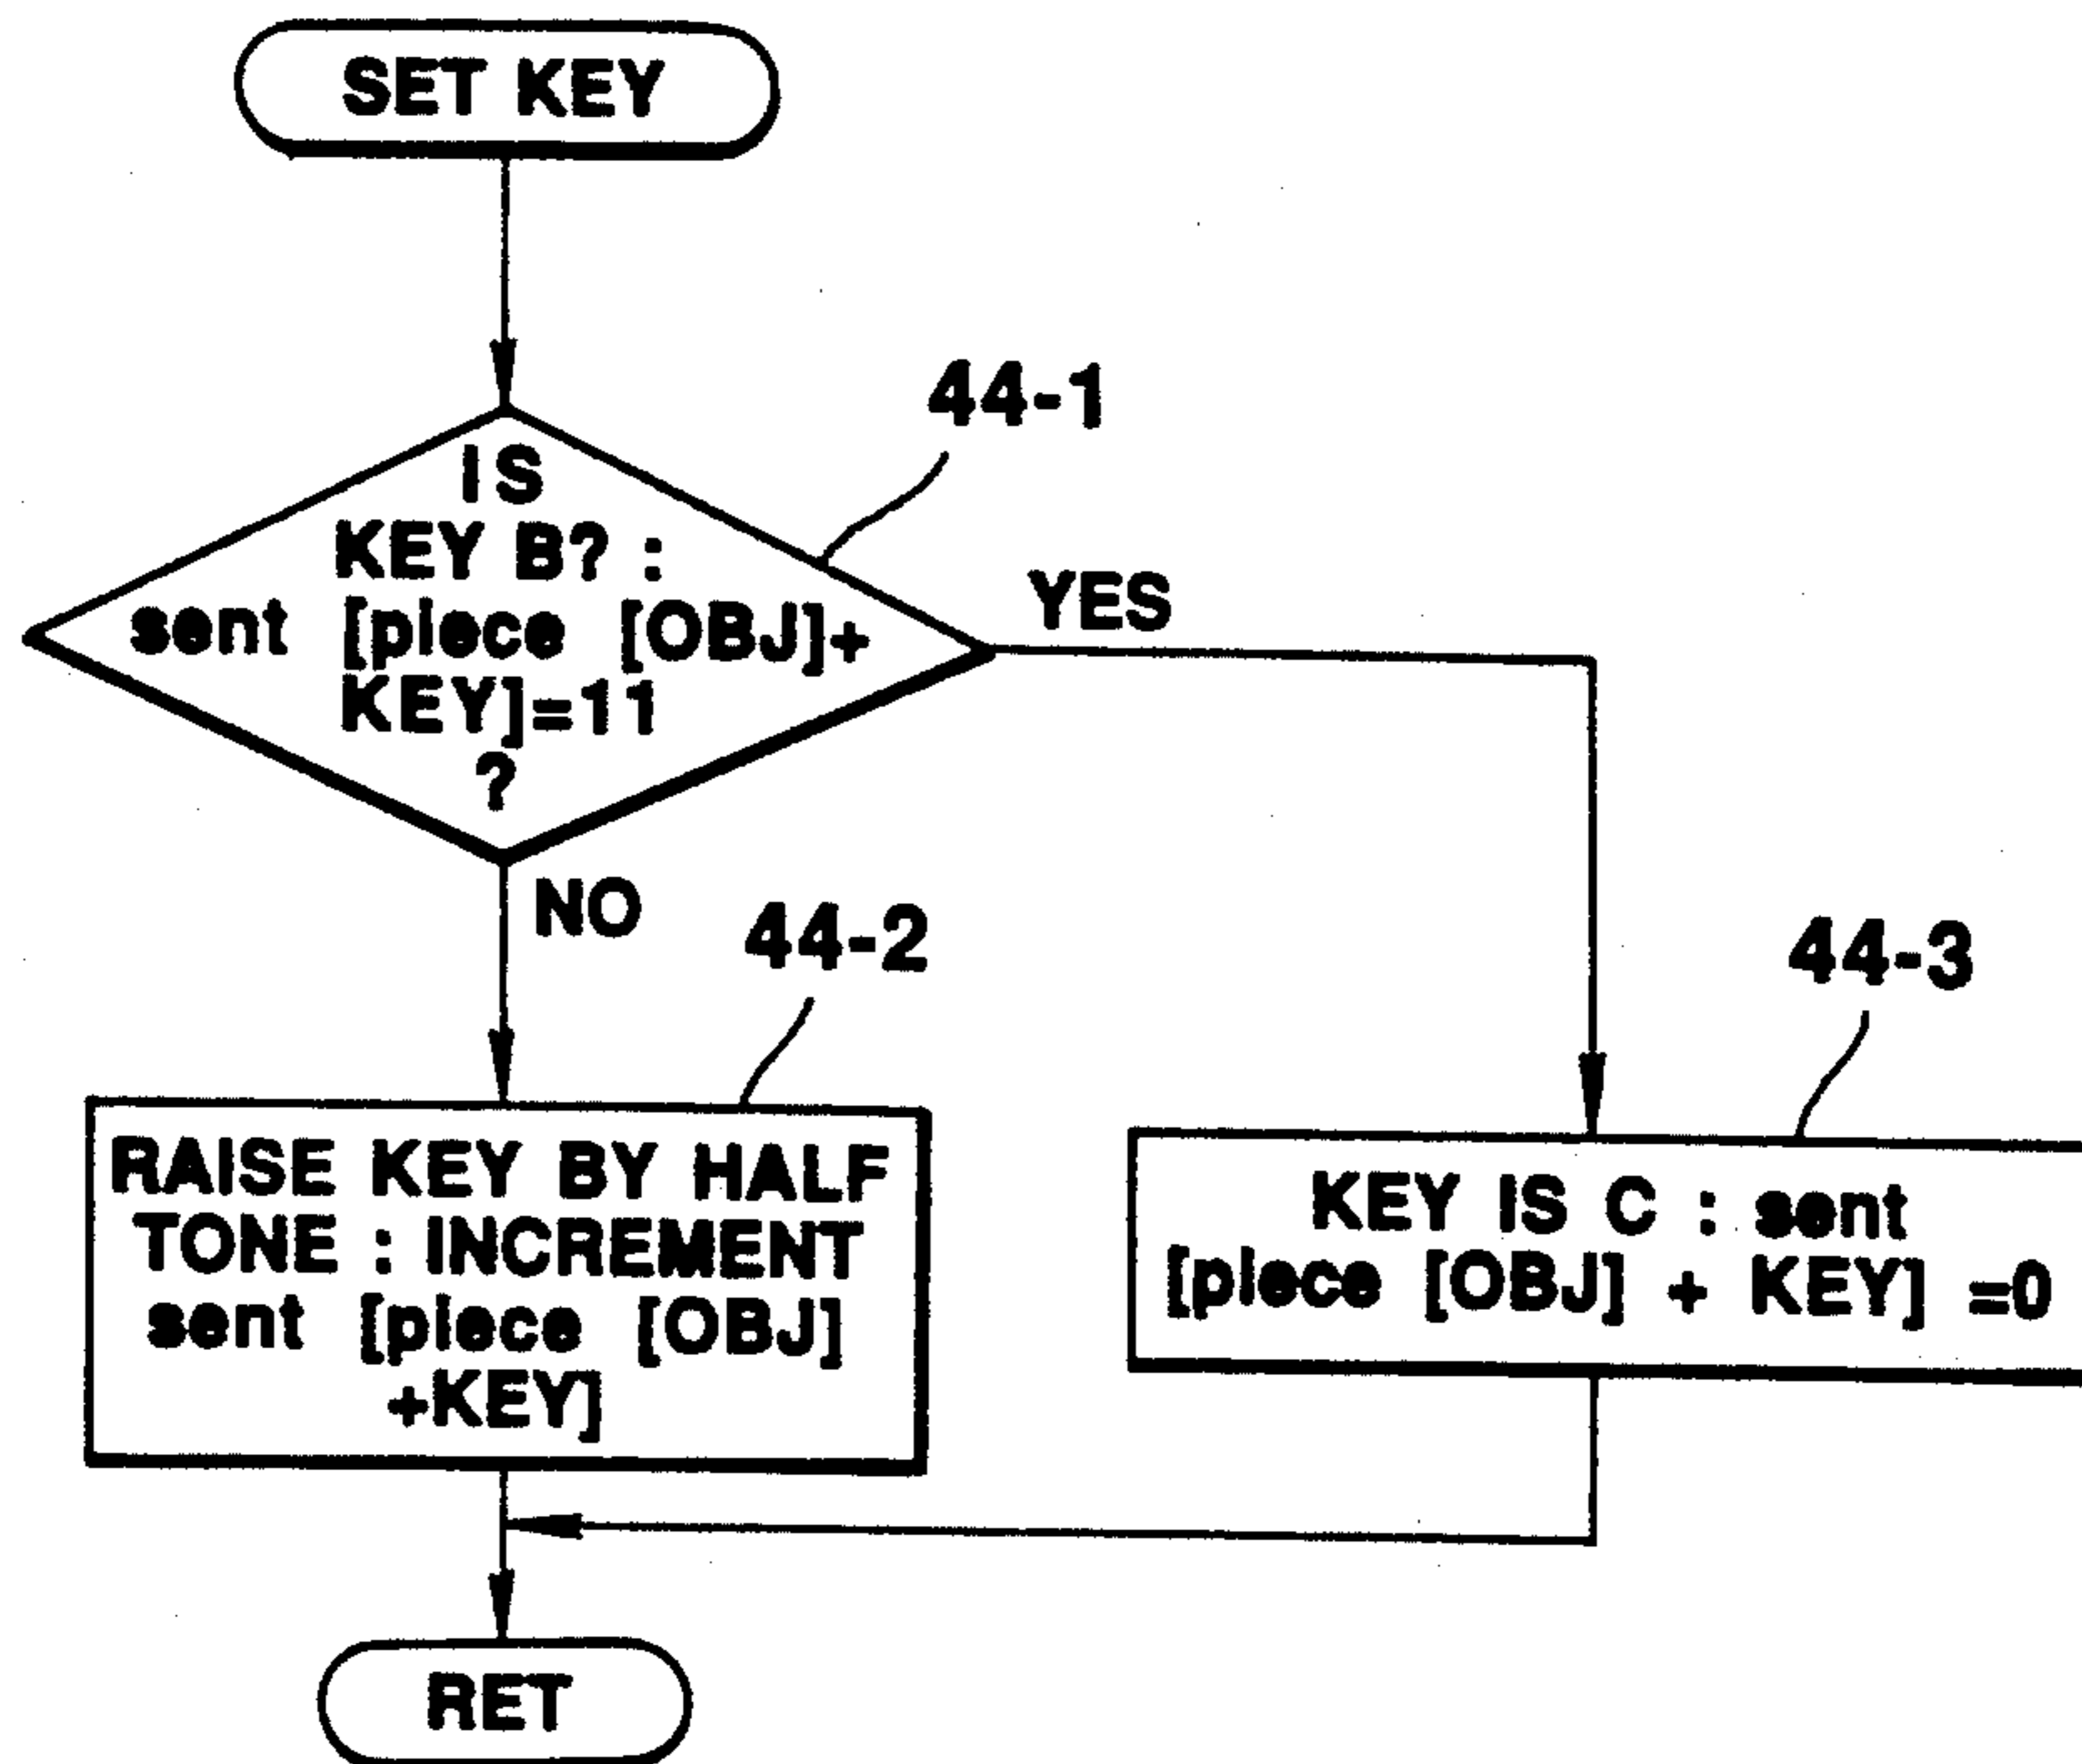 SET KEY
44-1
IS
KEY B? :
sent [piece [OBJ]+
KEY]=11
?
YES
NO
44-2
44-3
RAISE KEY BY HALF
TONE : INCREMENT
sent [piece [OBJ]
+KEY]
KEY IS C : sent
[piece [OBJ] + KEY] =0
RET